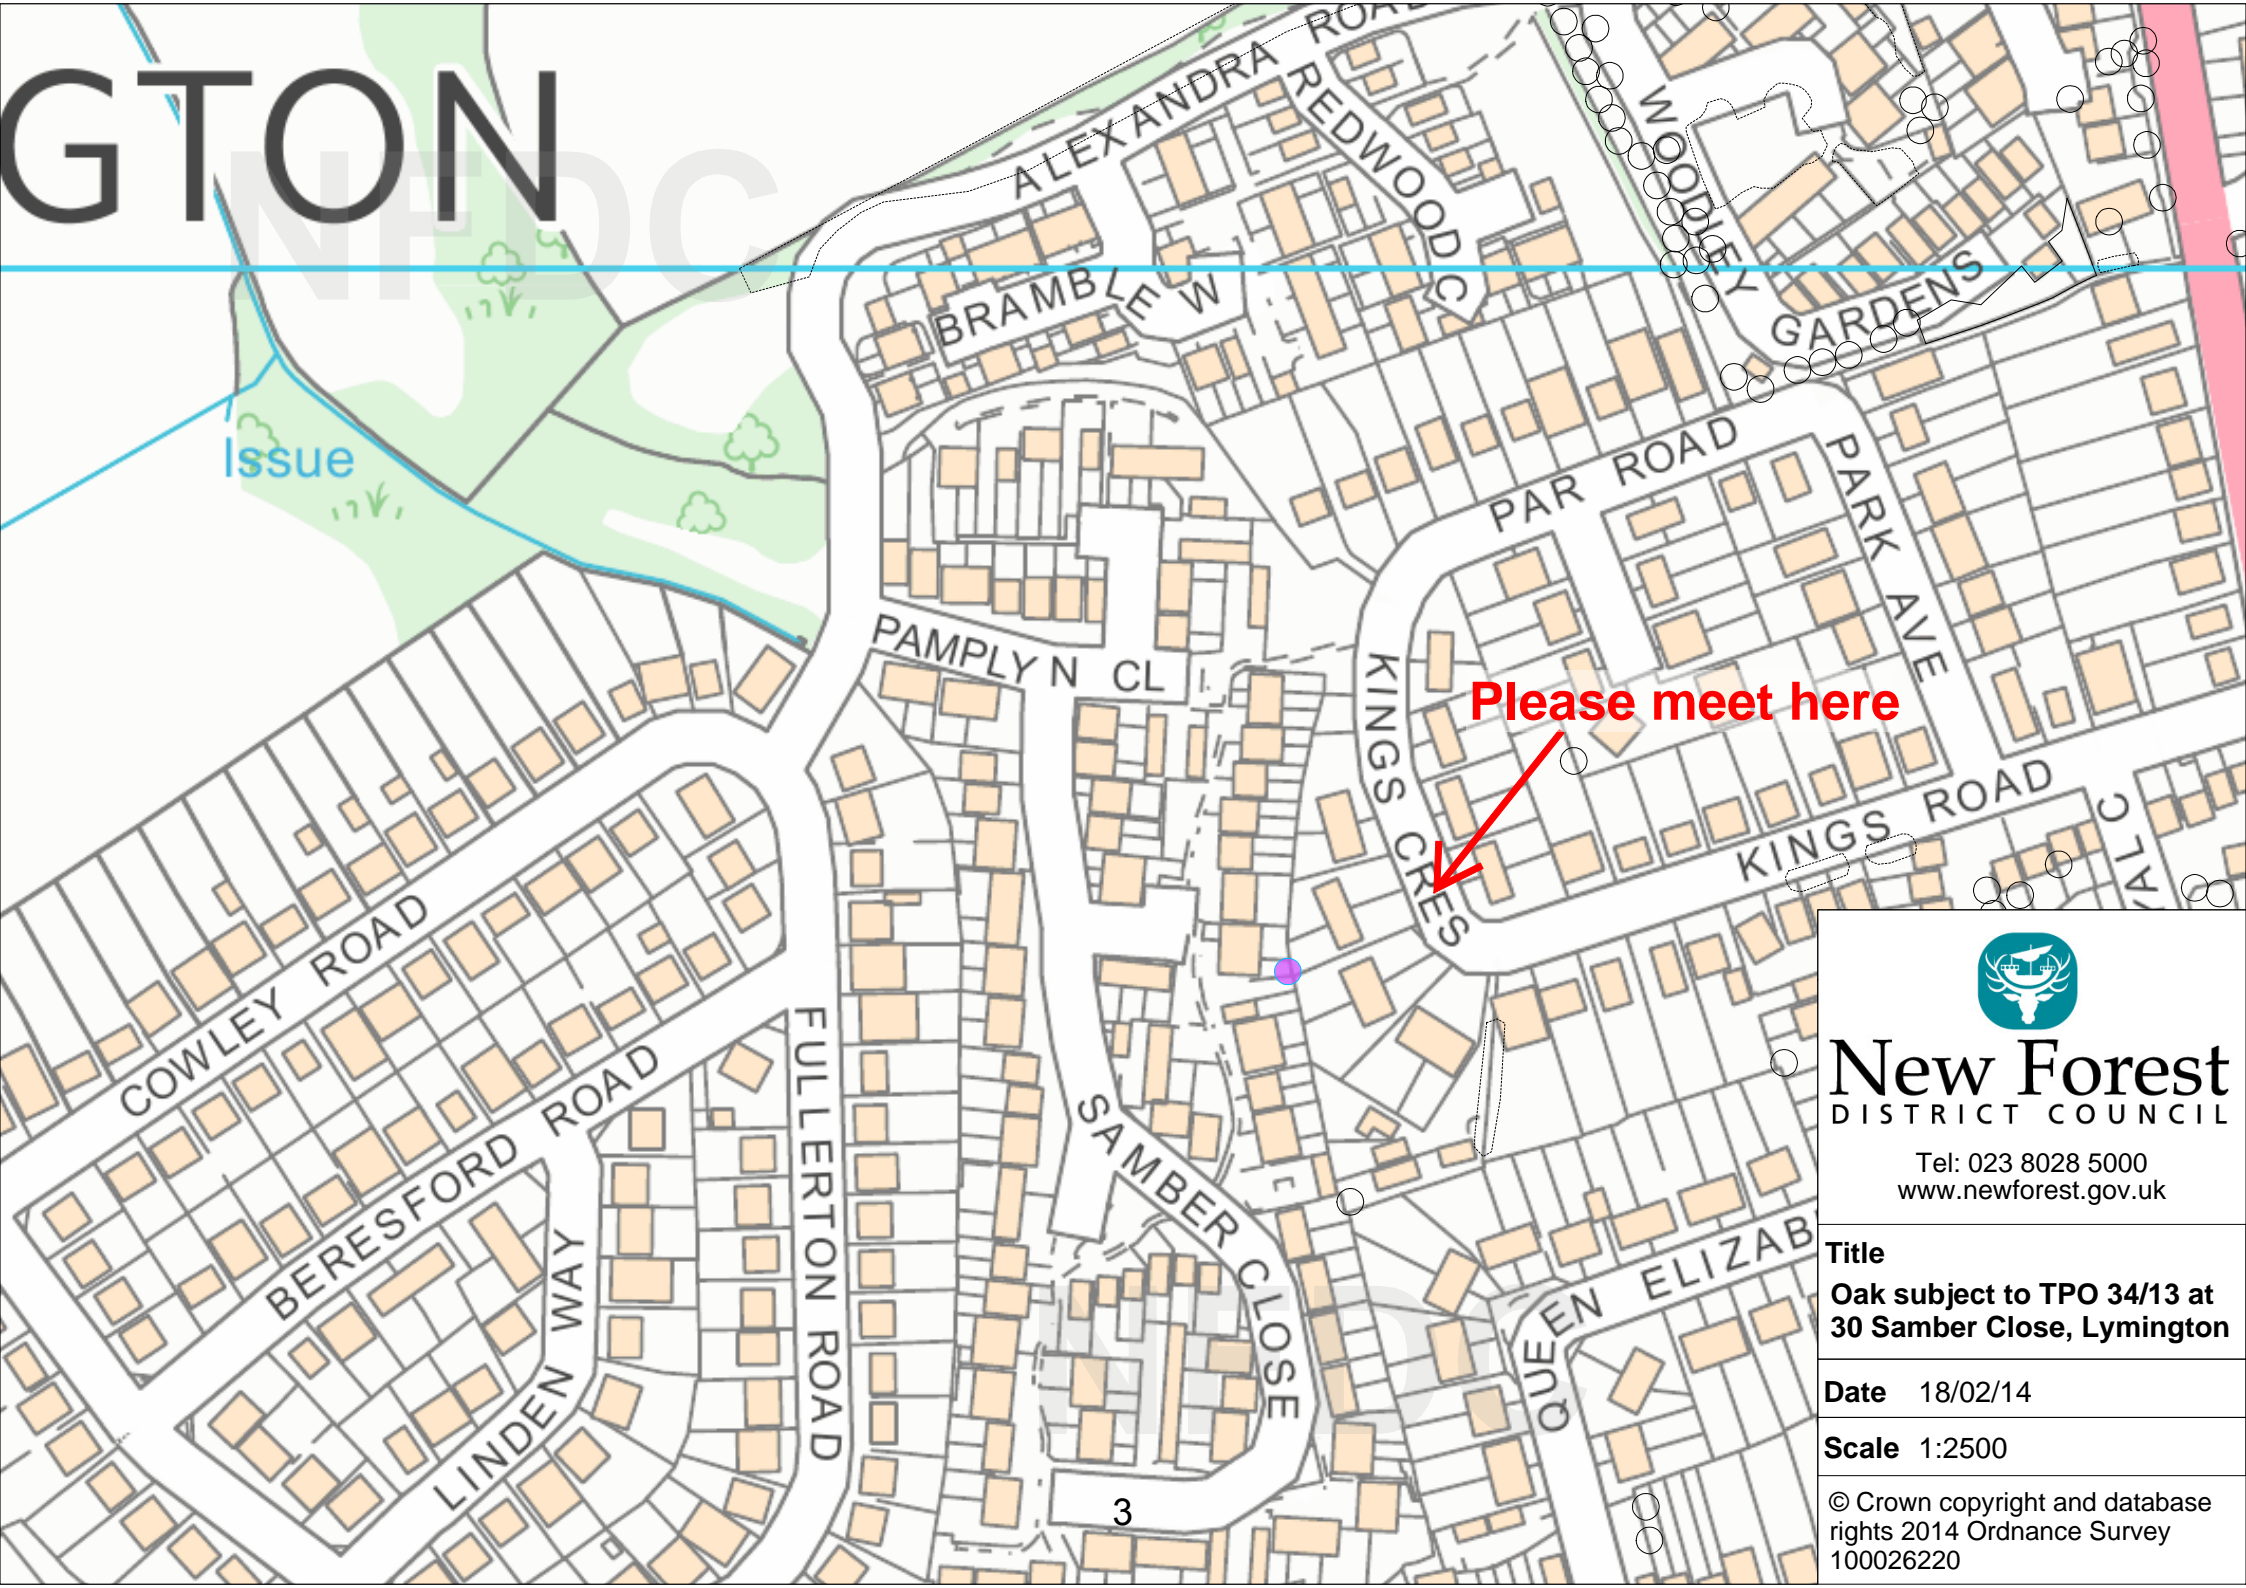 GTON
NFDC
ALEXANDRA ROAD
REDWOOD C
WOODLEY
GARDENS
BRAMBLE W
Issue
PAR ROAD
PARK AVE
PAMPLYN CL
KINGS CRES
Please meet here
KINGS ROAD
COWLEY ROAD
BERESFORD ROAD
FULLERTON ROAD
LINDEN WAY
SAMBER CLOSE
QUEEN ELIZAB
NFDC
3
New Forest
DISTRICT COUNCIL
Tel: 023 8028 5000
www.newforest.gov.uk
Title
Oak subject to TPO 34/13 at
30 Samber Close, Lymington
Date 18/02/14
Scale 1:2500
© Crown copyright and database
rights 2014 Ordnance Survey
100026220